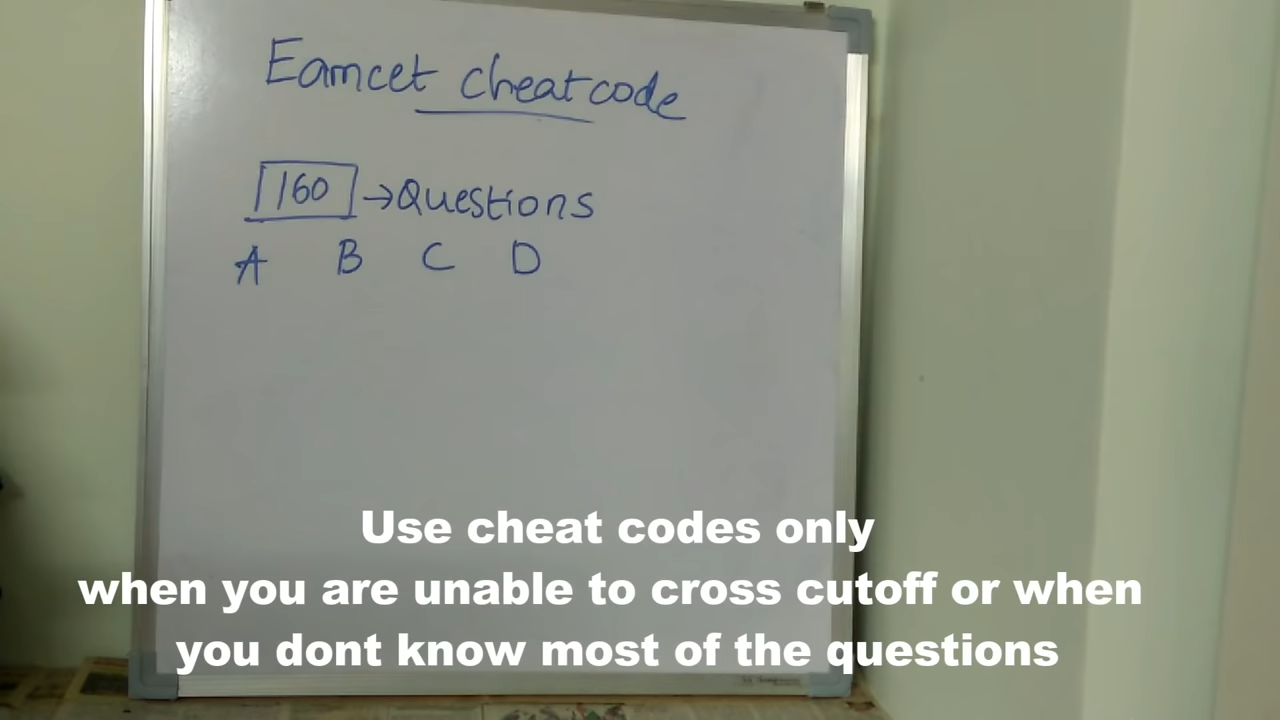 Eamcet cheatcode
160 → Questions
A B C D
Use cheat codes only
when you are unable to cross cutoff or when
you dont know most of the questions